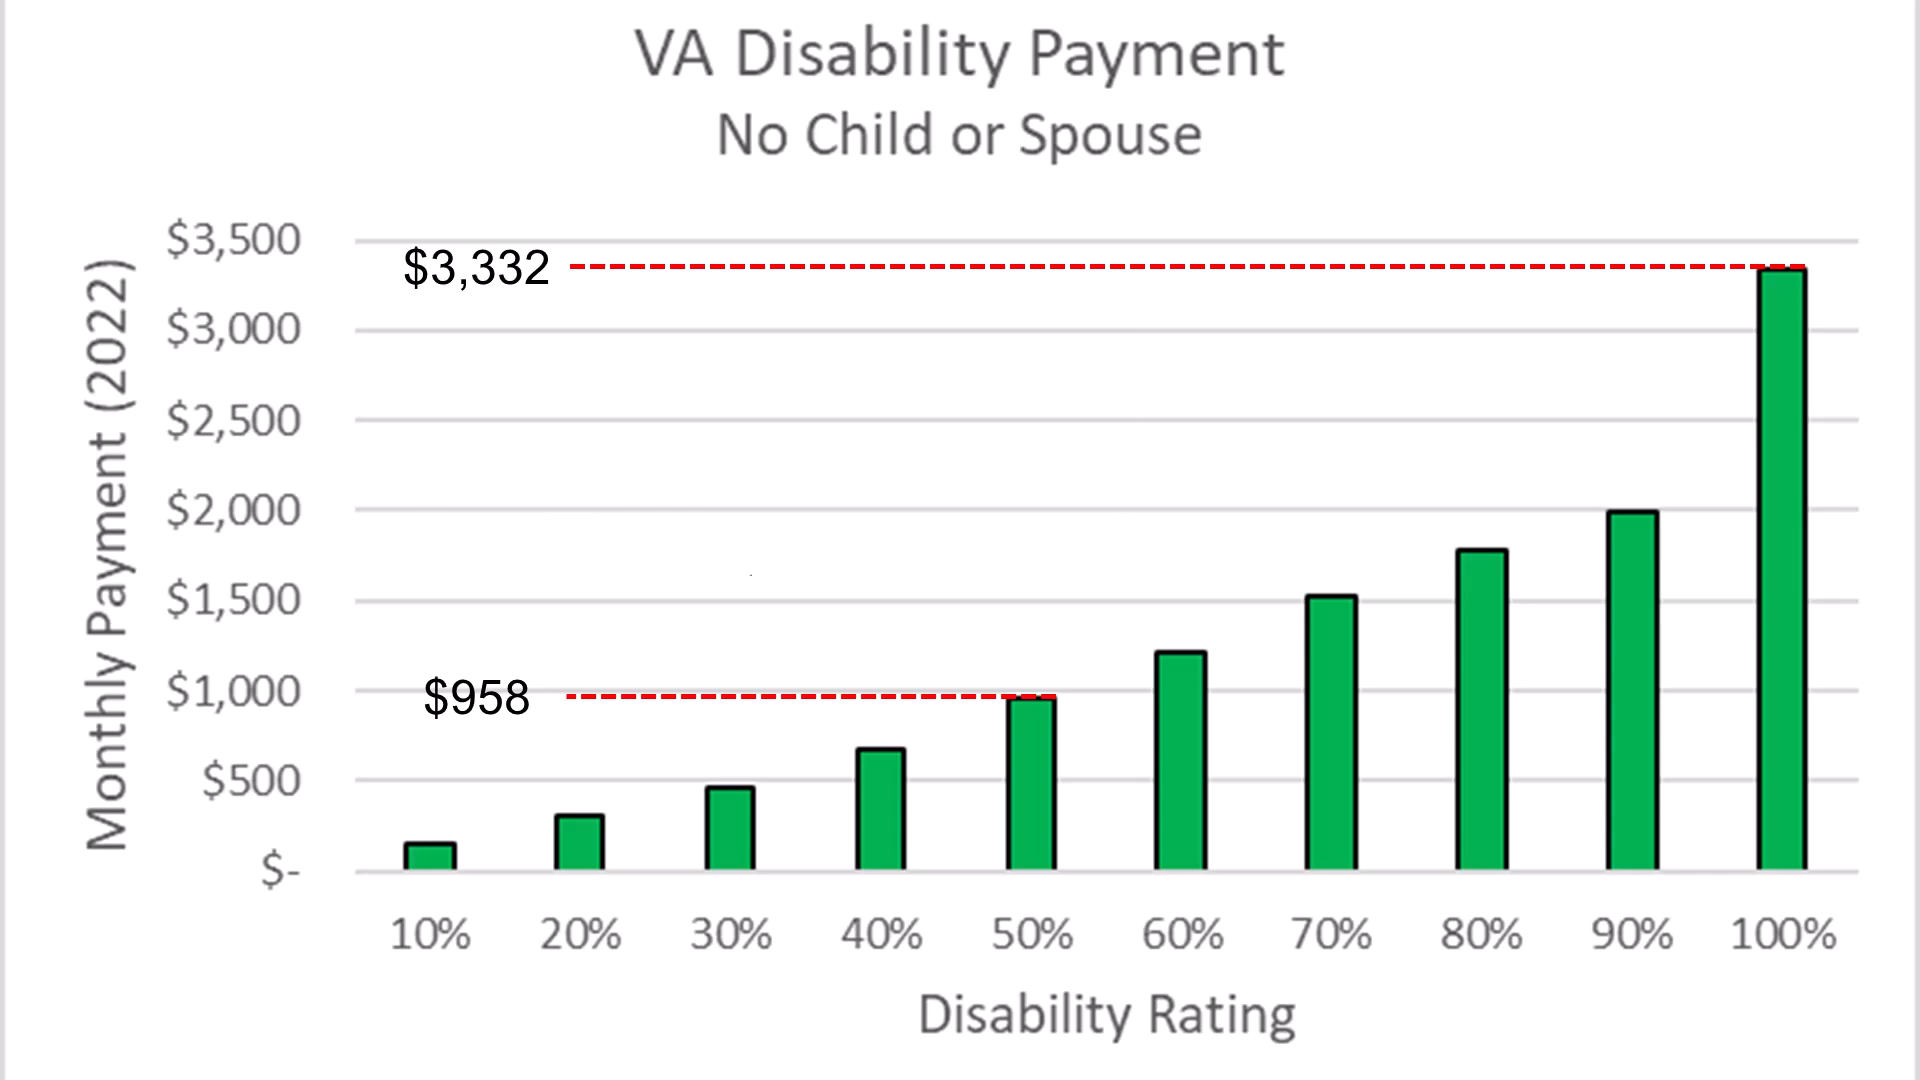 VA Disability Payment
No Child or Spouse
Monthly Payment (2022)
$3,500
$3,332
$3,000
$2,500
$2,000
$1,500
$1,000
$958
$500
$-
10% 20% 30% 40% 50% 60% 70% 80% 90% 100%
Disability Rating